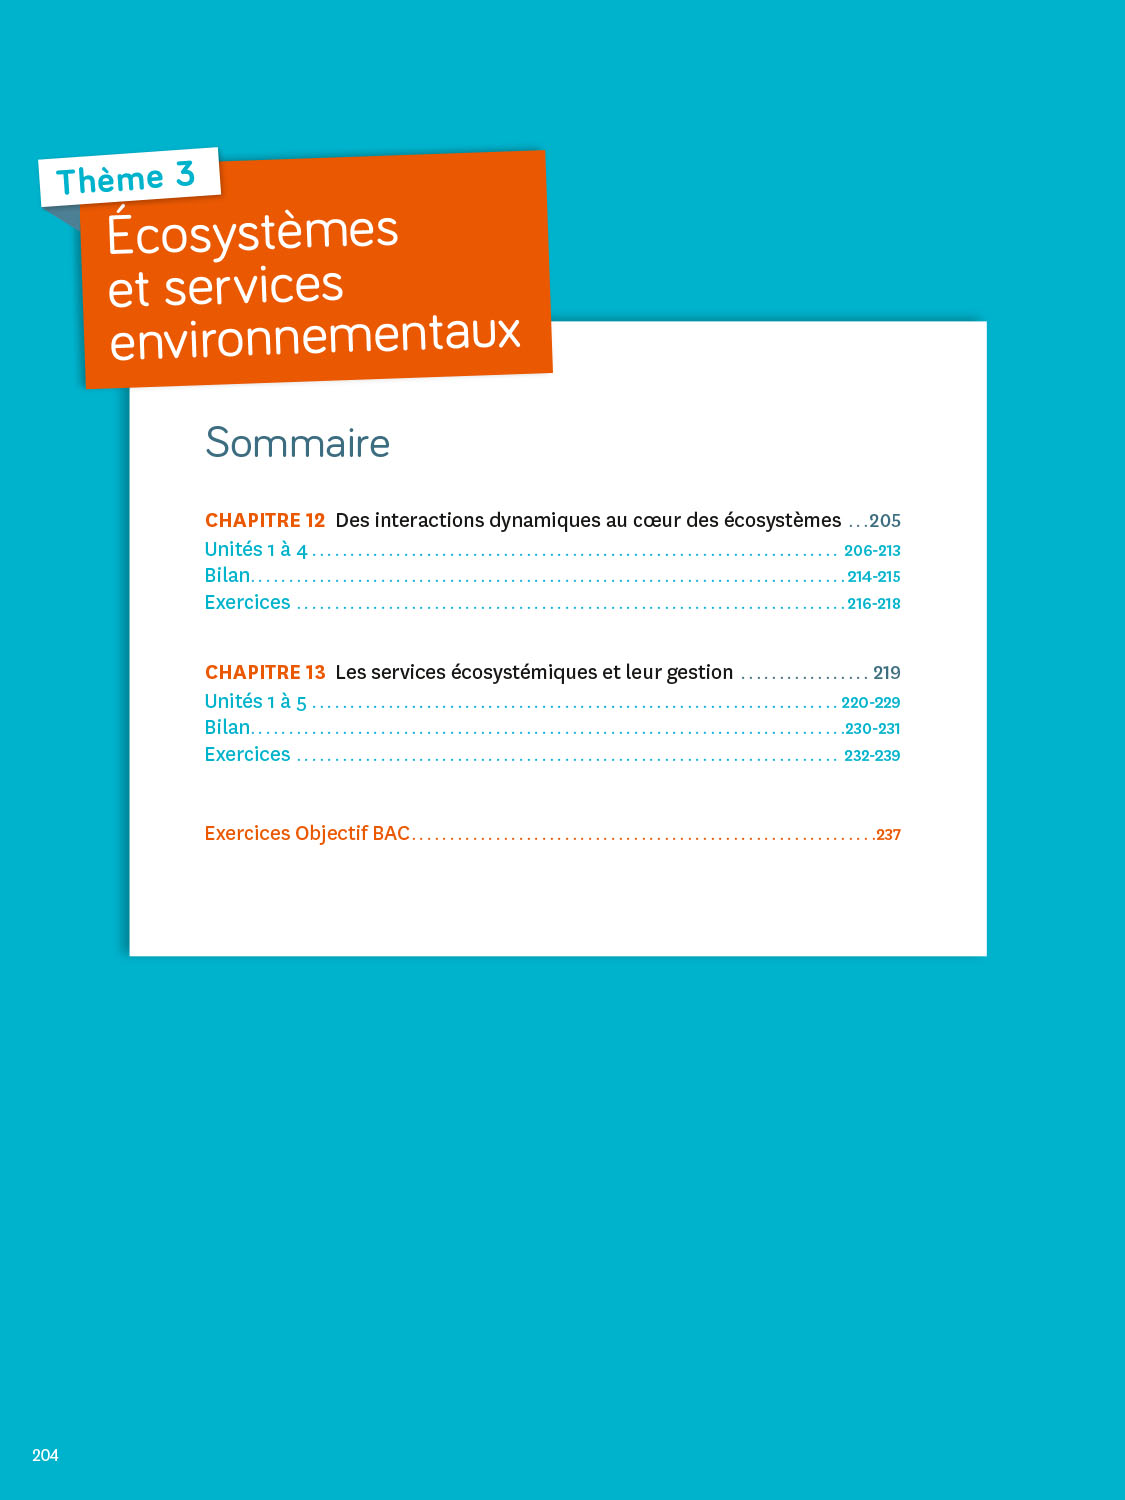 Thème 3
Écosystèmes
et services
environnementaux
Sommaire
CHAPITRE 12 Des interactions dynamiques au cœur des écosystèmes ...205
Unités 1 à 4 ........ 206-213
Bilan........214-215
Exercices ........216-218
CHAPITRE 13 Les services écosystémiques et leur gestion ........ 219
Unités 1 à 5 ........ 220-229
Bilan........230-231
Exercices ........ 232-239
Exercices Objectif BAC........237
204